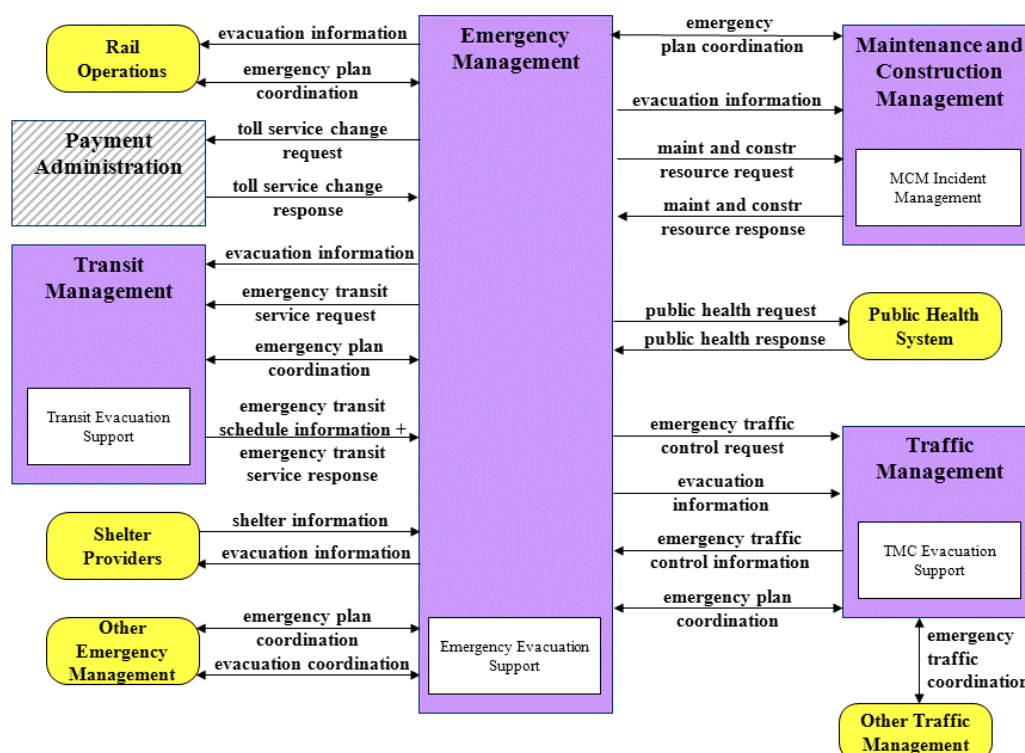 Rail
Operations
evacuation information
emergency plan
coordination
Payment
Administration
toll service change
request
toll service change
response
Transit
Management
Transit Evacuation
Support
evacuation information
emergency transit
service request
emergency plan
coordination
emergency transit
schedule information +
emergency transit
service response
Shelter
Providers
shelter information
evacuation information
Other
Emergency
Management
emergency plan
coordination
evacuation coordination
Emergency
Management
Emergency Evacuation
Support
emergency
plan coordination
evacuation information
maint and constr
resource request
maint and constr
resource response
Maintenance and
Construction
Management
MCM Incident
Management
public health request
public health response
Public Health
System
emergency traffic
control request
evacuation
information
emergency traffic
control information
emergency plan
coordination
Traffic
Management
TMC Evacuation
Support
emergency
traffic
coordination
Other Traffic
Management